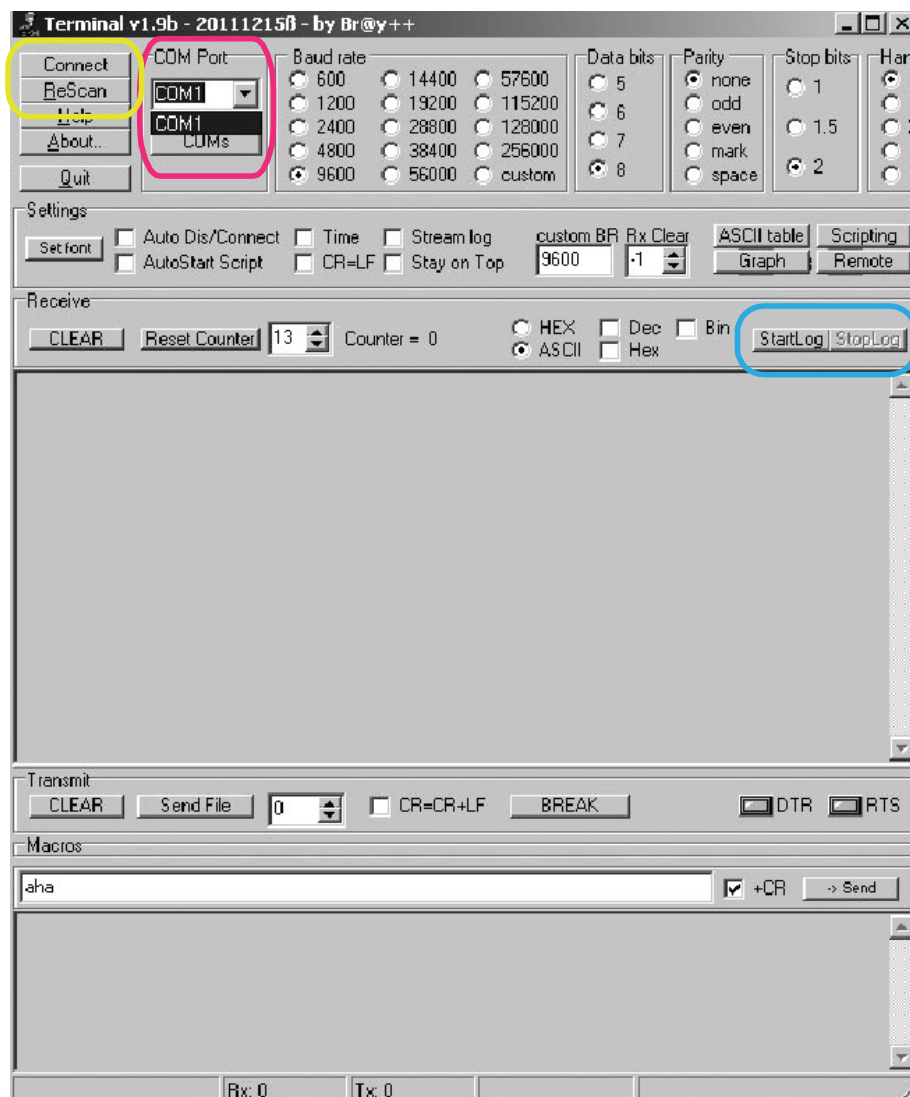 Terminal v1.9b - 20111215ß - by Br@y++
Connect
ReScan
Help
About..
Quit
COM Port
COM1
COM1
COMs
Baud rate
600 14400 57600
1200 19200 115200
2400 28800 128000
4800 38400 256000
9600 56000 custom
Data bits
5
6
7
8
Parity
none
odd
even
mark
space
Stop bits
1
1.5
2
Settings
Set font
Auto Dis/Connect Time Stream log
AutoStart Script CR=LF Stay on Top
custom BR Rx Clear
9600 -1
ASCII table Scripting
Graph Remote
Receive
CLEAR Reset Counter 13 Counter = 0
HEX Dec Bin
ASCII Hex
StartLog StopLog
Transmit
CLEAR Send File 0 CR=CR+LF BREAK DTR RTS
Macros
aha +CR -> Send
Rx: 0 Tx: 0